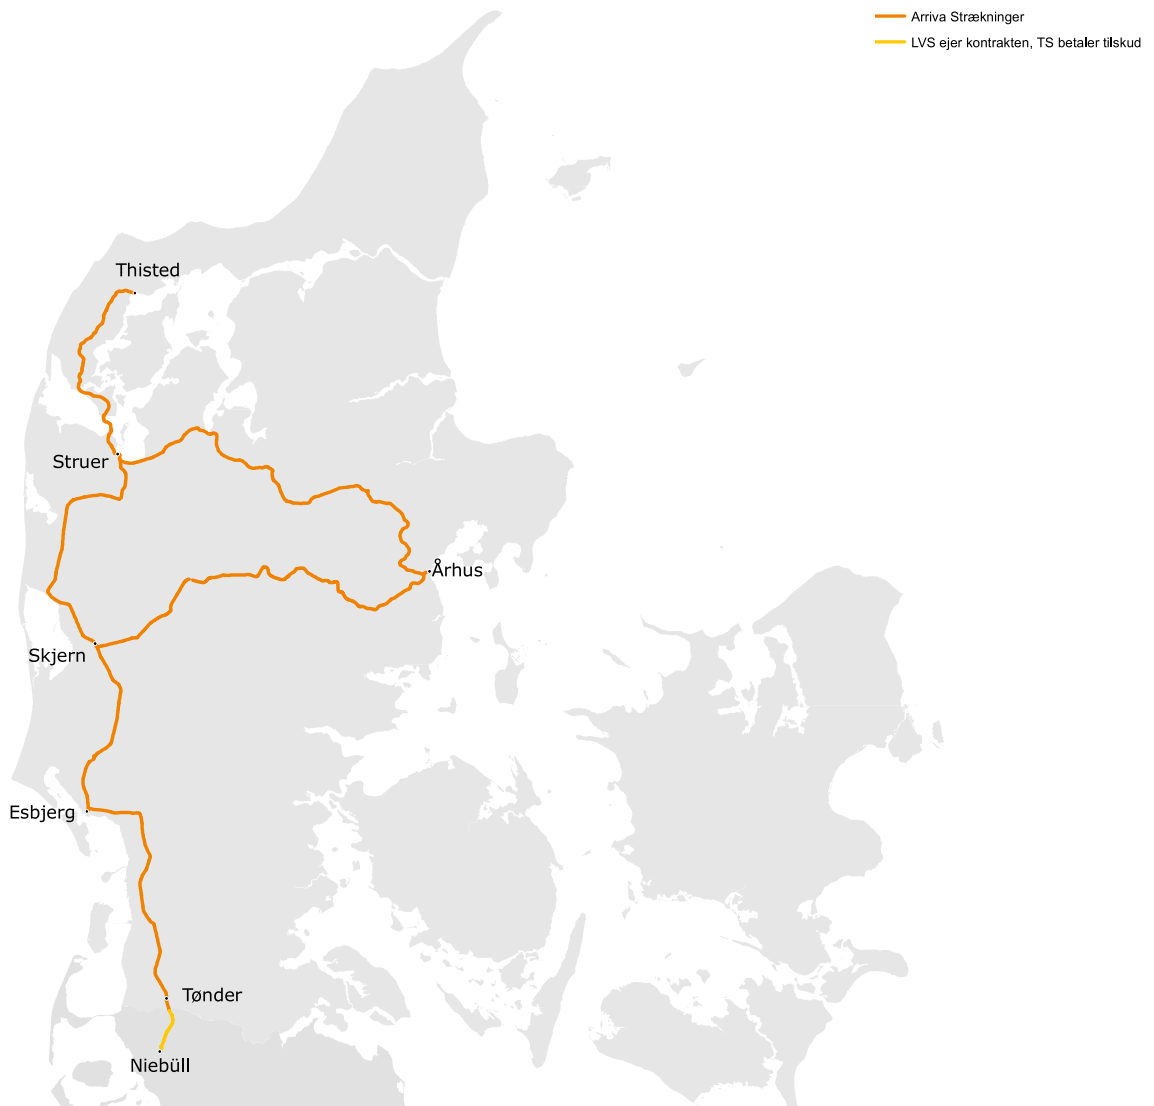 Arriva Strækninger
LVS ejer kontrakten, TS betaler tilskud
Thisted
Struer
Århus
Skjern
Esbjerg
Tønder
Niebüll